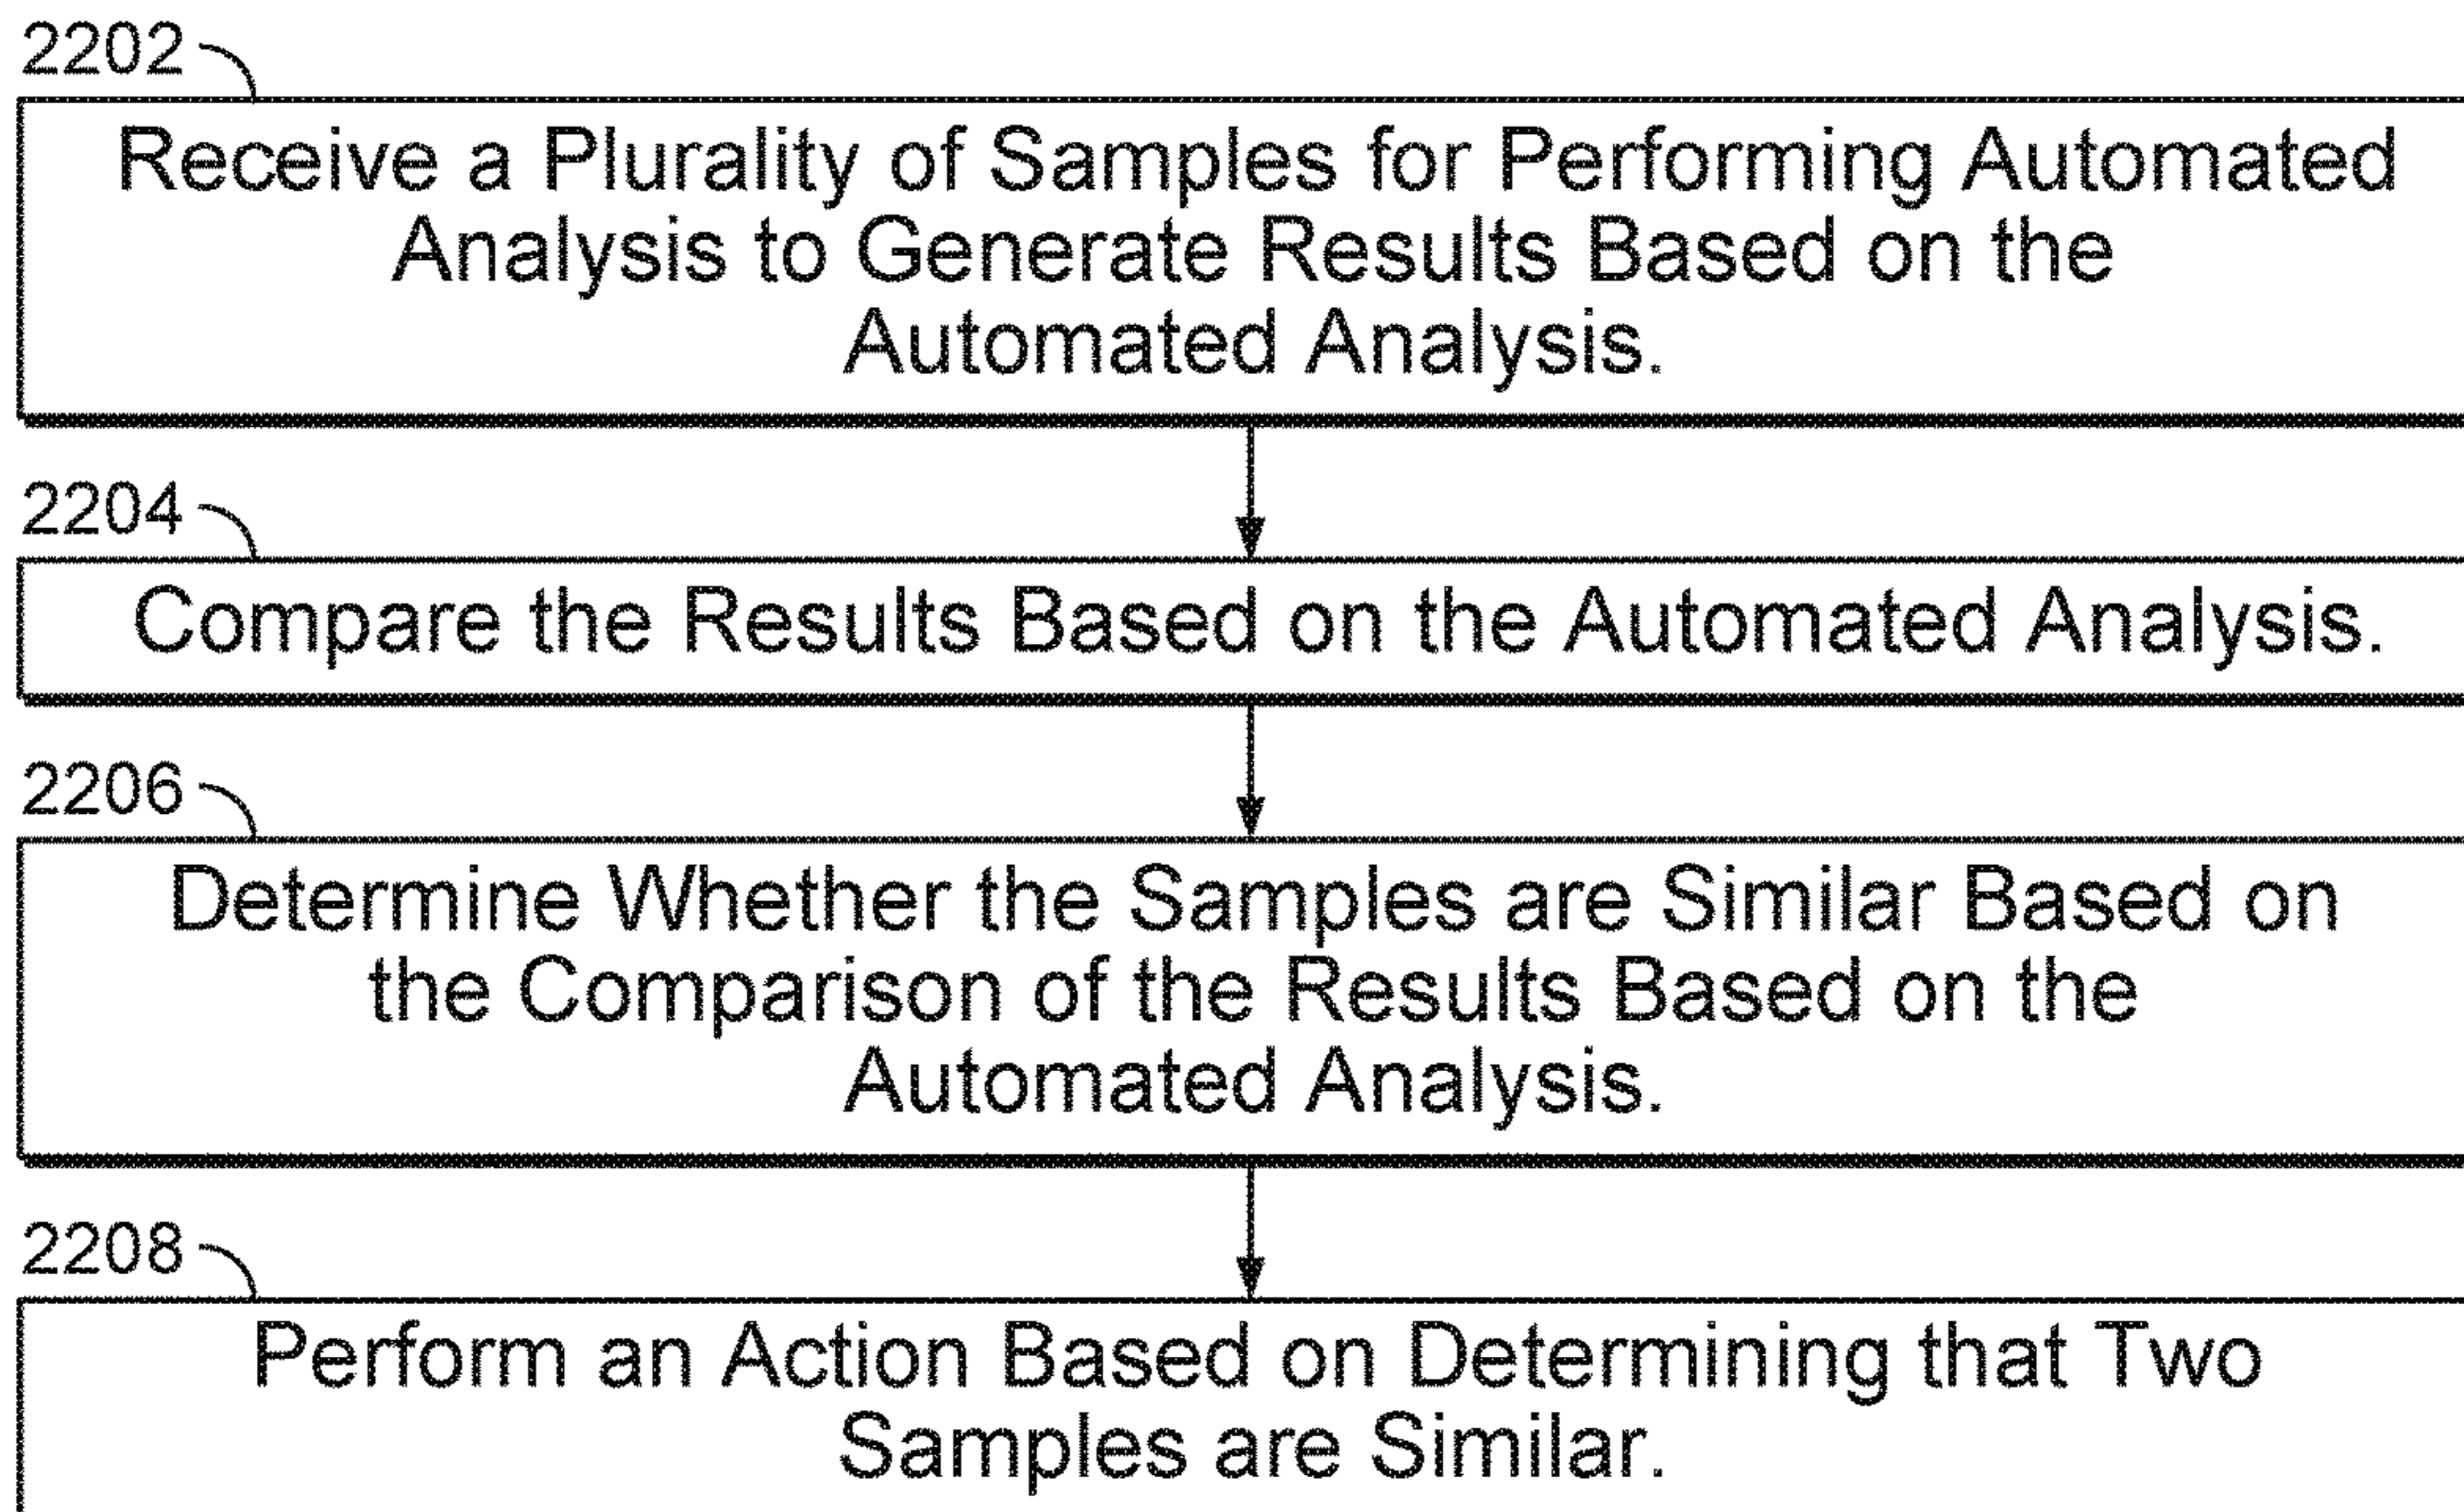 2202
Receive a Plurality of Samples for Performing Automated
Analysis to Generate Results Based on the
Automated Analysis.
2204
Compare the Results Based on the Automated Analysis.
2206
Determine Whether the Samples are Similar Based on
the Comparison of the Results Based on the
Automated Analysis.
2208
Perform an Action Based on Determining that Two
Samples are Similar.